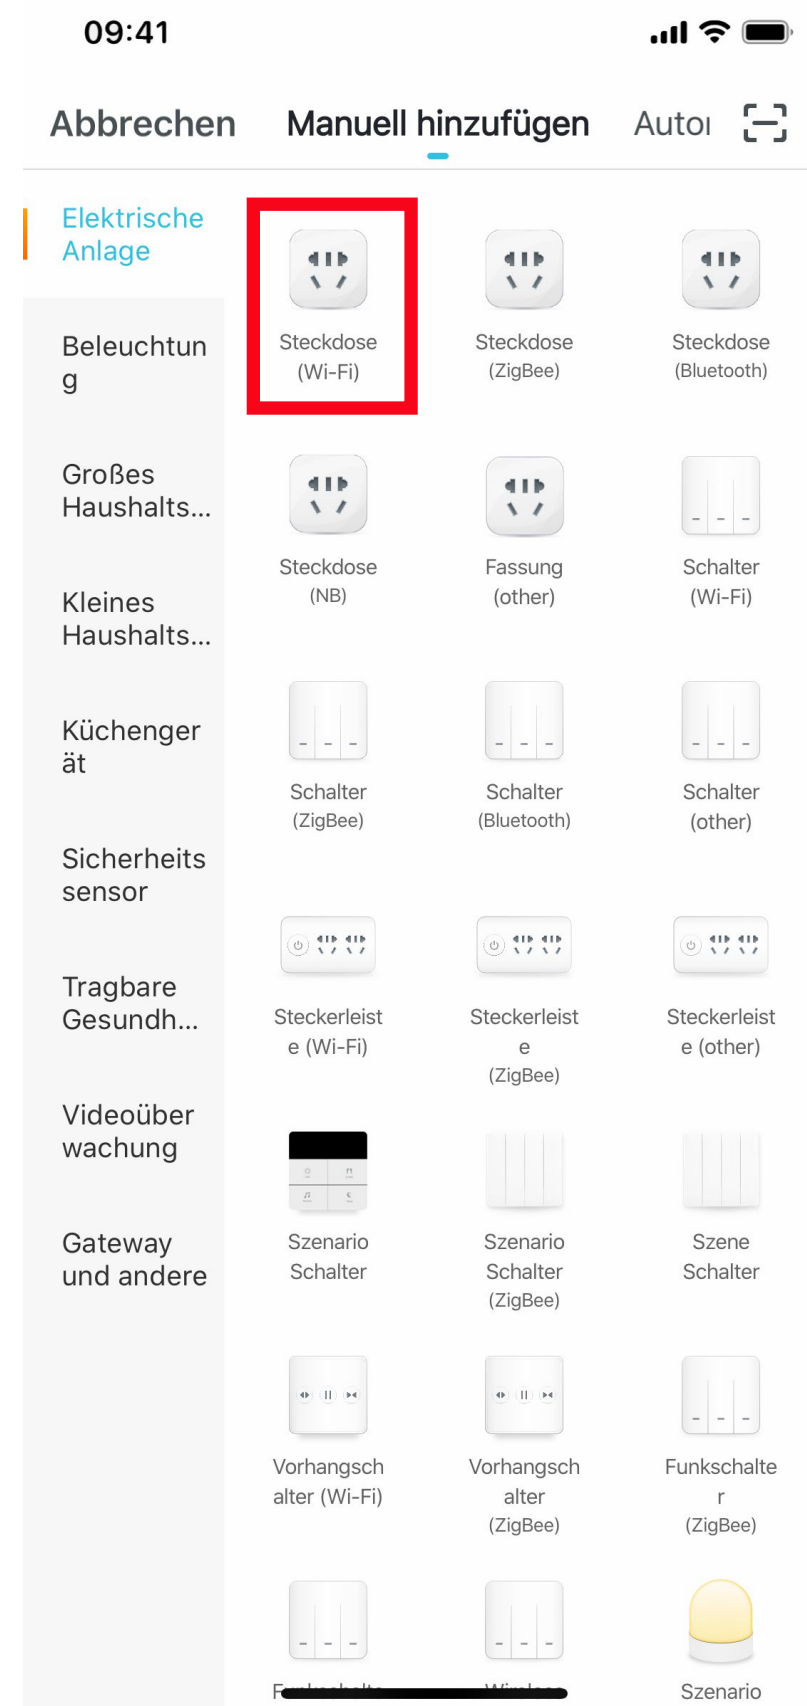 09:41
Abbrechen Manuell hinzufügen
Elektrische
Anlage
Beleuchtun
g
Großes
Haushalts...
Kleines
Haushalts...
Küchenger
ät
Sicherheits
sensor
Tragbare
Gesundh...
Videoüber
wachung
Gateway
und andere
Steckdose
(Wi-Fi)
Steckdose
(ZigBee)
Steckdose
(Bluetooth)
Steckdose
(NB)
Fassung
(other)
Schalter
(Wi-Fi)
Schalter
(ZigBee)
Schalter
(Bluetooth)
Schalter
(other)
Steckerleist
e (Wi-Fi)
Steckerleist
e
(ZigBee)
Steckerleist
e (other)
Szenario
Schalter
Szenario
Schalter
(ZigBee)
Szene
Schalter
Vorhangsch
alter (Wi-Fi)
Vorhangsch
alter
(ZigBee)
Funkschalte
r
(ZigBee)
Szenario